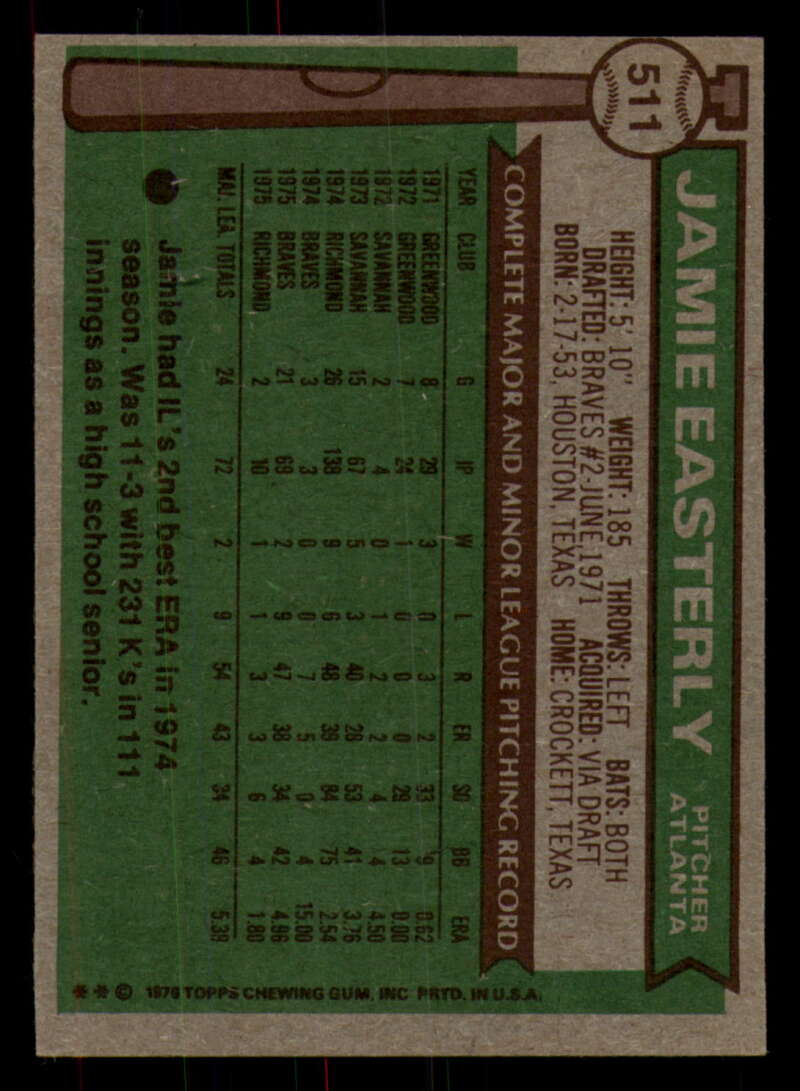 511
JAMIE EASTERLY
PITCHER
ATLANTA
HEIGHT: 5' 10" WEIGHT: 185 THROWS: LEFT BATS: BOTH
DRAFTED: BRAVES #2-JUNE, 1971 ACQUIRED: VIA DRAFT
BORN: 2-17-53, HOUSTON, TEXAS HOME: CROCKETT, TEXAS
COMPLETE MAJOR AND MINOR LEAGUE PITCHING RECORD
YEAR CLUB G IP W L R ER SO BB ERA
1971 GREENWOOD 8 29 3 0 3 2 33 9 0.62
1972 GREENWOOD 7 24 1 0 0 0 29 13 0.00
1972 SAVANNAH 2 4 0 1 2 2 4 4 4.50
1973 SAVANNAH 15 67 5 3 40 28 53 41 3.76
1974 RICHMOND 26 138 9 6 48 39 84 75 2.54
1974 BRAVES 3 3 0 0 7 5 0 4 15.00
1975 BRAVES 21 69 2 9 47 38 34 42 4.96
1975 RICHMOND 2 10 1 1 3 3 6 4 1.80
MAJ. LEA. TOTALS 24 72 2 9 54 43 34 46 5.38
Jamie had IL's 2nd best ERA in 1974
season. Was 11-3 with 231 K's in 111
innings as a high school senior.
** © 1976 TOPPS CHEWING GUM, INC PRTD. IN U.S.A.